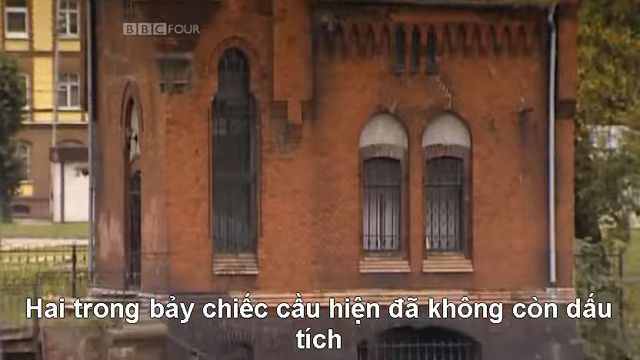 BBC FOUR
Hai trong bảy chiếc cầu hiện đã không còn dấu
tích